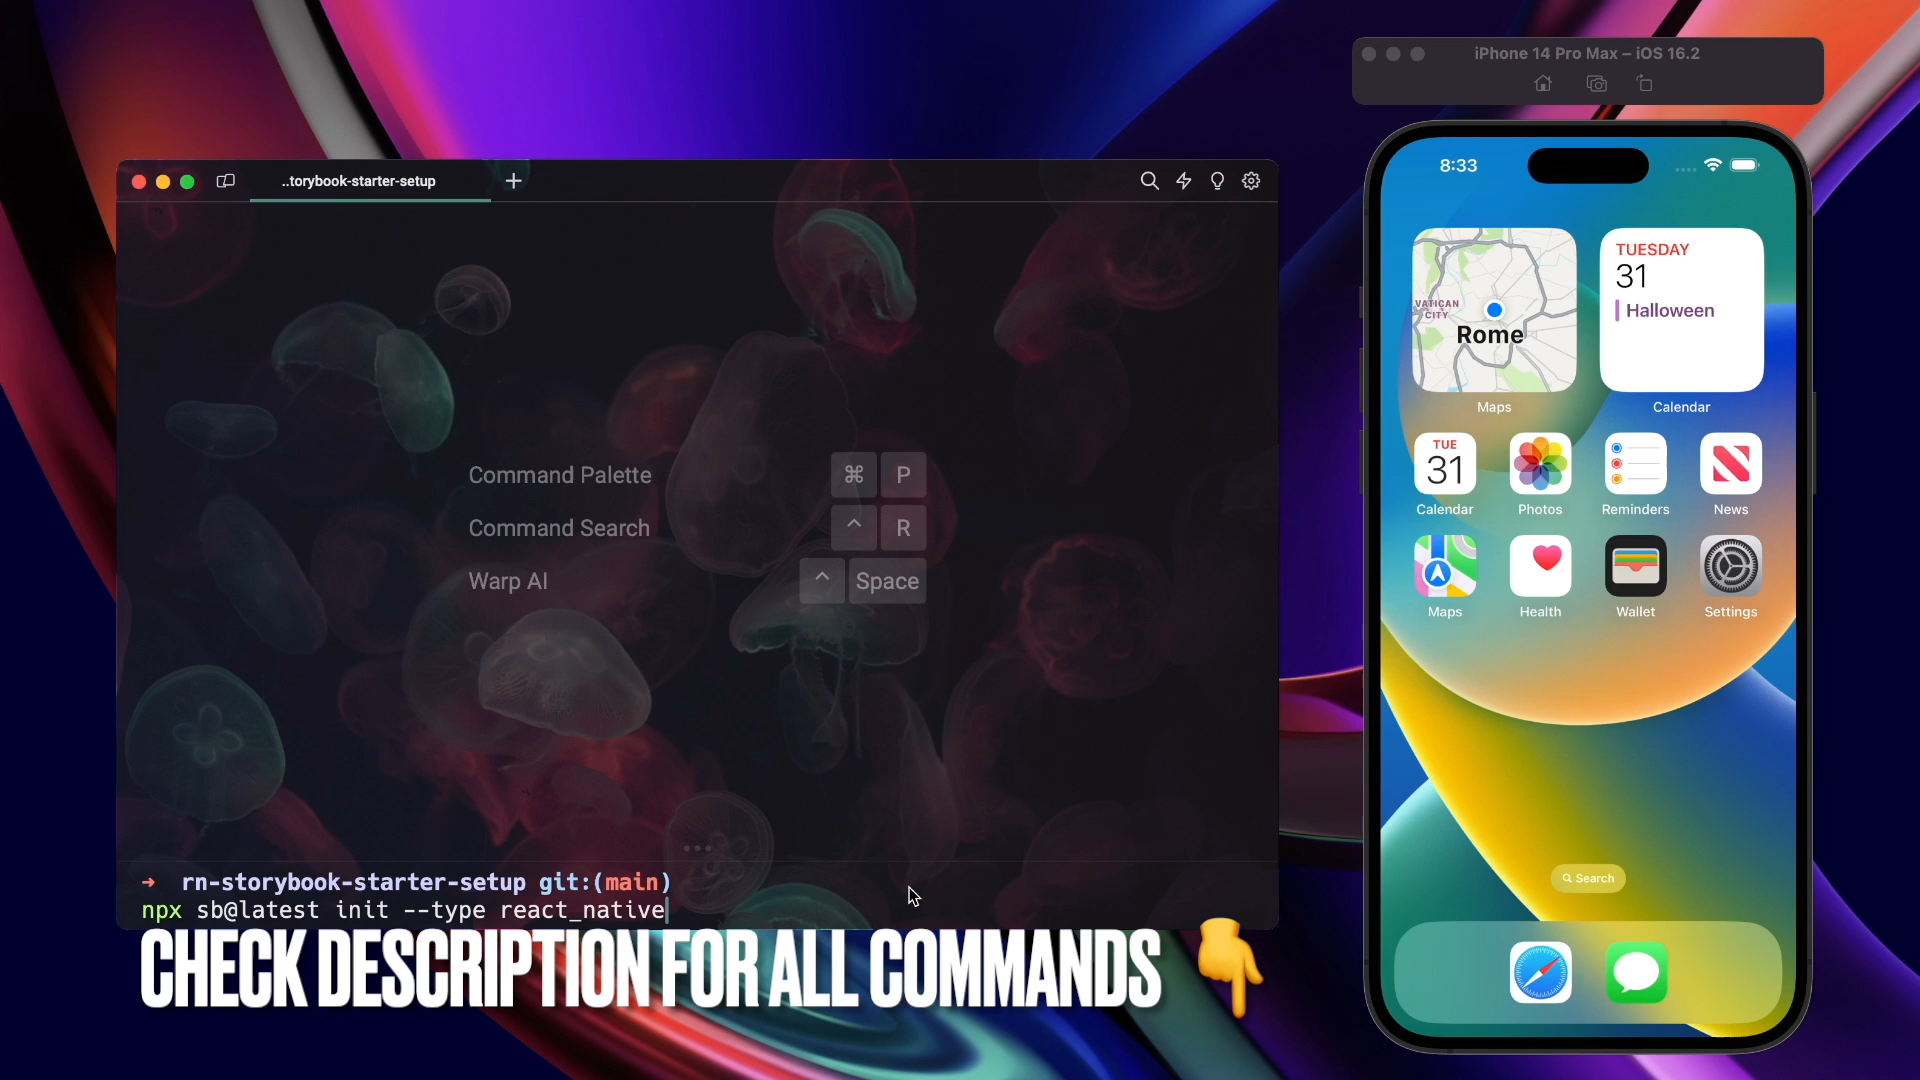 iPhone 14 Pro Max – iOS 16.2
..torybook-starter-setup
Command Palette ⌘ P
Command Search ^ R
Warp AI ^ Space
➜ rn-storybook-starter-setup git:(main)
npx sb@latest init --type react_native
CHECK DESCRIPTION FOR ALL COMMANDS 👇
8:33
VATICAN
CITY
Rome
Maps
TUESDAY
31
Halloween
Calendar
TUE
31
Calendar
Photos
Reminders
News
Maps
Health
Wallet
Settings
Search